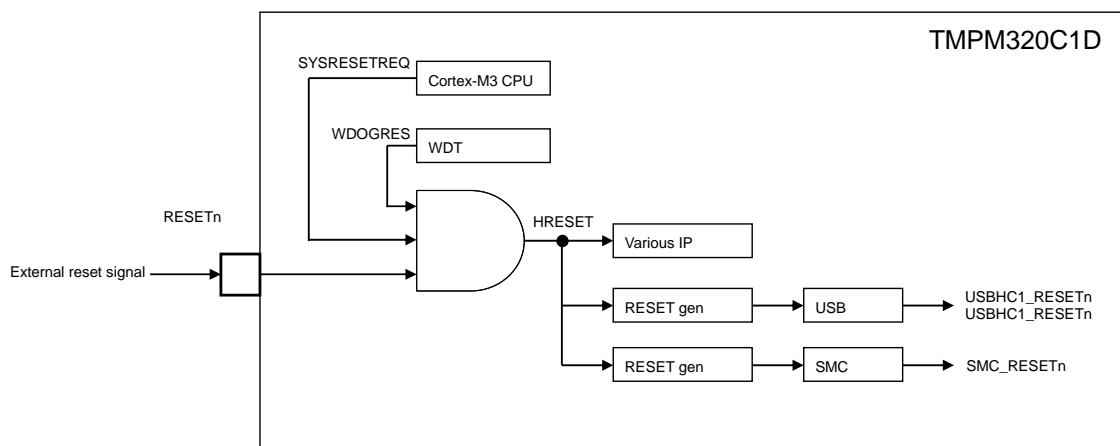 TMPM320C1D
SYSRESETREQ
Cortex-M3 CPU
WDOGRES
WDT
RESETn
HRESET
Various IP
External reset signal
RESET gen
USB
USBHC1_RESETn
USBHC1_RESETn
RESET gen
SMC
SMC_RESETn